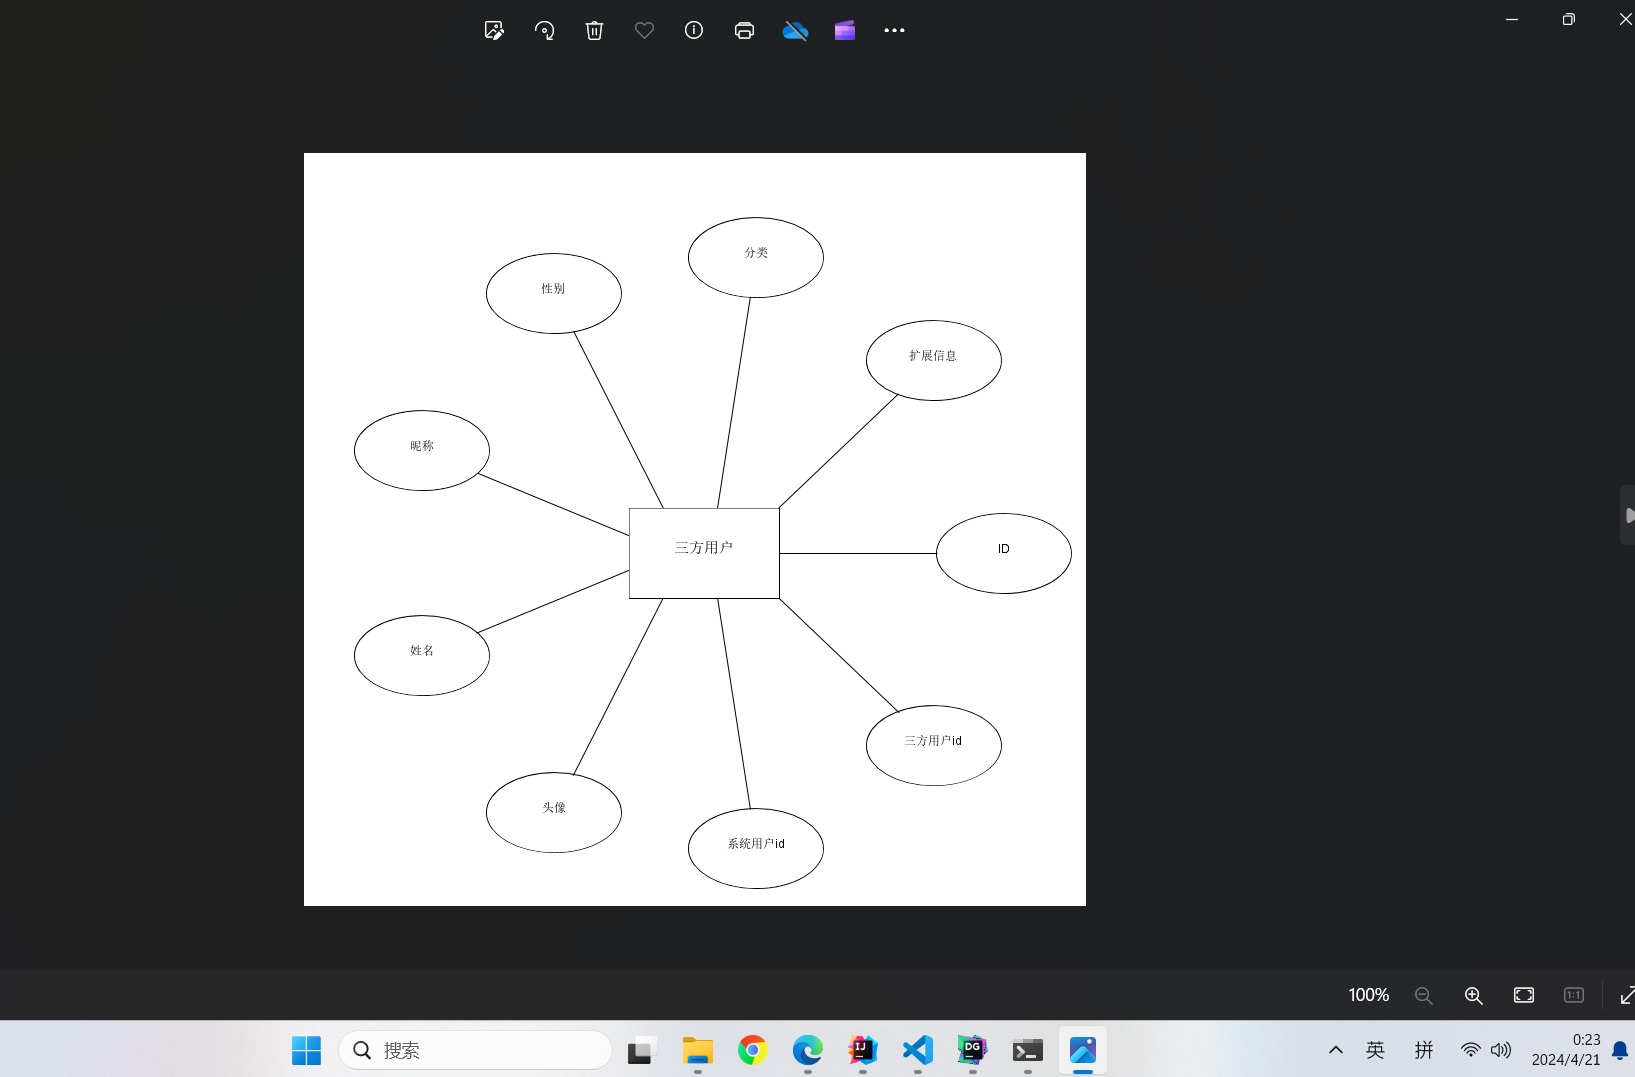 分类
性别
扩展信息
昵称
三方用户
ID
姓名
三方用户id
头像
系统用户id
100%
1:1
搜索
IJ
DG
英
拼
0:23
2024/4/21